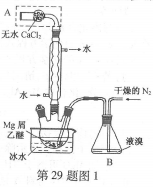 A
无水 CaCl₂
水
水
干燥的 N₂
Mg 屑
乙醚
冰水
液溴
B
第 29 题图 1